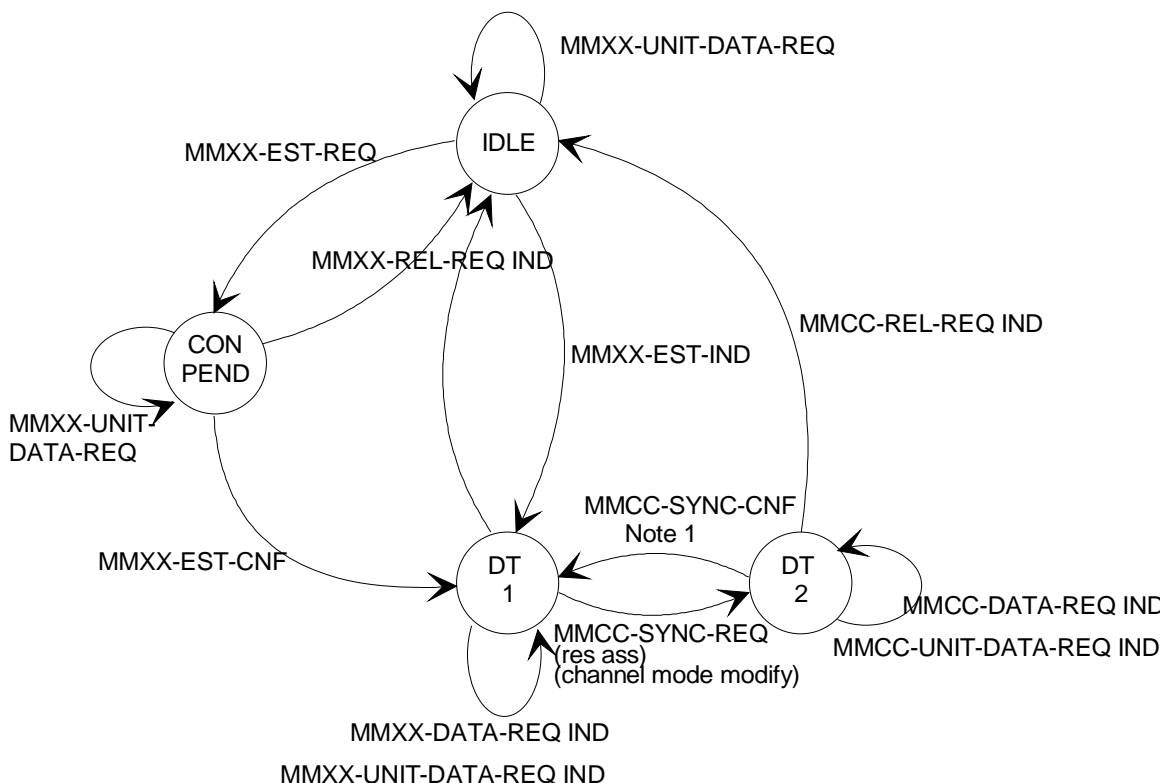 MMXX-UNIT-DATA-REQ
IDLE
MMXX-EST-REQ
MMXX-REL-REQ IND
MMCC-REL-REQ IND
CON
PEND
MMXX-EST-IND
MMXX-UNIT-
DATA-REQ
MMCC-SYNC-CNF
Note 1
MMXX-EST-CNF
DT
1
DT
2
MMCC-DATA-REQ IND
MMCC-SYNC-REQ
(res ass)
(channel mode modify)
MMCC-UNIT-DATA-REQ IND
MMXX-DATA-REQ IND
MMXX-UNIT-DATA-REQ IND